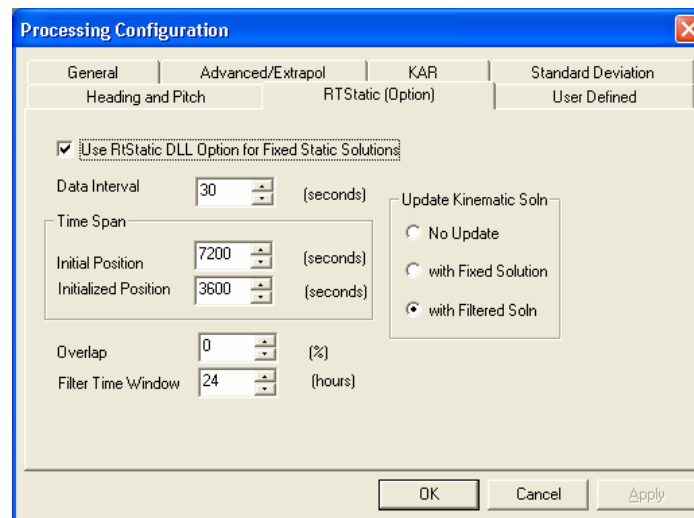 Processing Configuration
General Advanced/Extrapol KAR Standard Deviation
Heading and Pitch RTStatic (Option) User Defined
Use RtStatic DLL Option for Fixed Static Solutions
Data Interval 30 (seconds)
Time Span
Initial Position 7200 (seconds)
Initialized Position 3600 (seconds)
Overlap 0 (%)
Filter Time Window 24 (hours)
Update Kinematic Soln
No Update
with Fixed Solution
with Filtered Soln
OK Cancel Apply